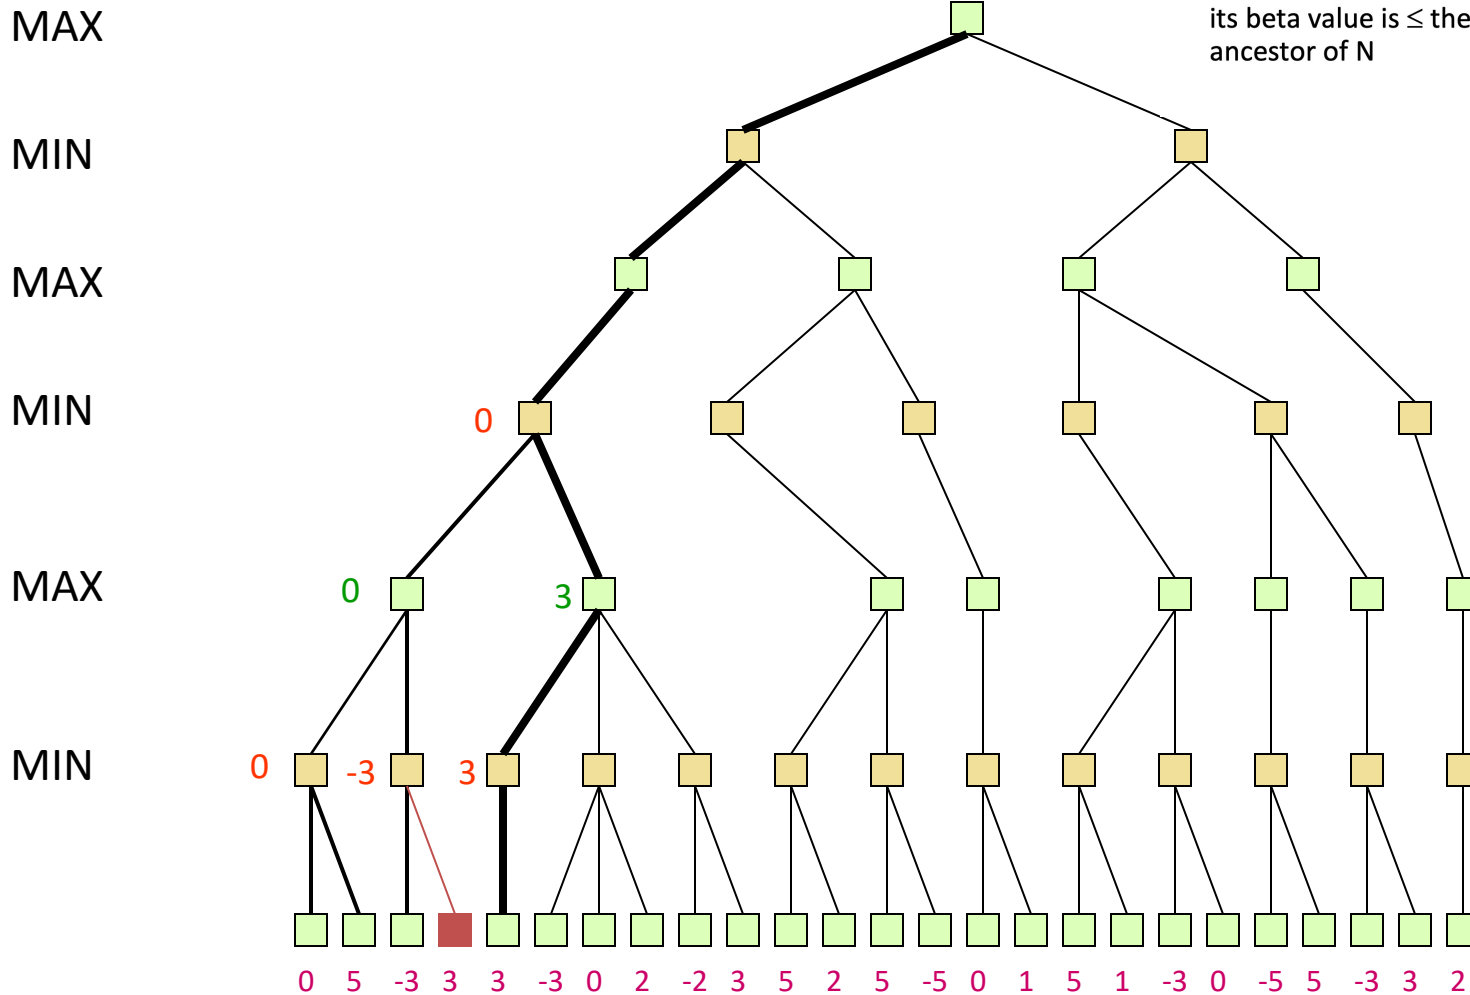 MAX
its beta value is ≤ the
ancestor of N
MIN
MAX
MIN
0
MAX
0
3
MIN
0
-3
3
0 5 -3 3 3 -3 0 2 -2 3 5 2 5 -5 0 1 5 1 -3 0 -5 5 -3 3 2